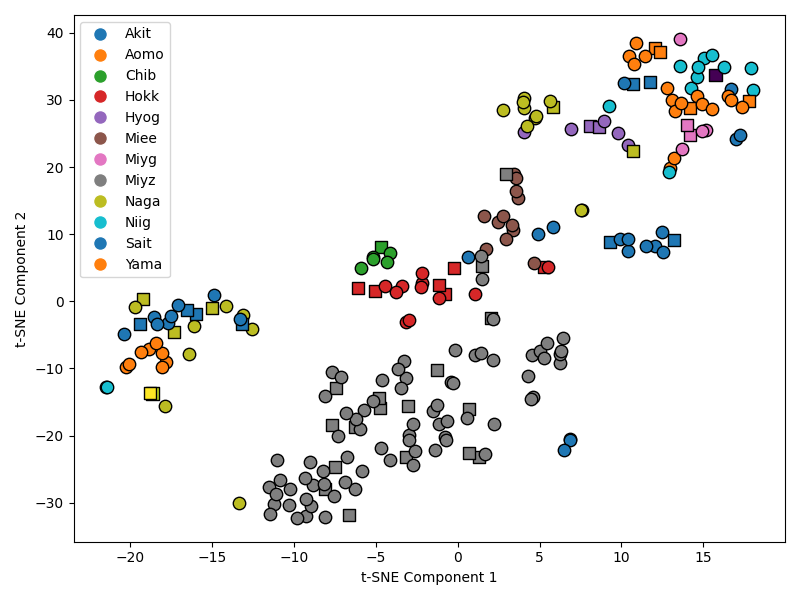 Akit
Aomo
Chib
Hokk
Hyog
Miee
Miyg
Miyz
Naga
Niig
Sait
Yama
40
30
20
10
0
−10
−20
−30
t-SNE Component 2
−20 −15 −10 −5 0 5 10 15
t-SNE Component 1